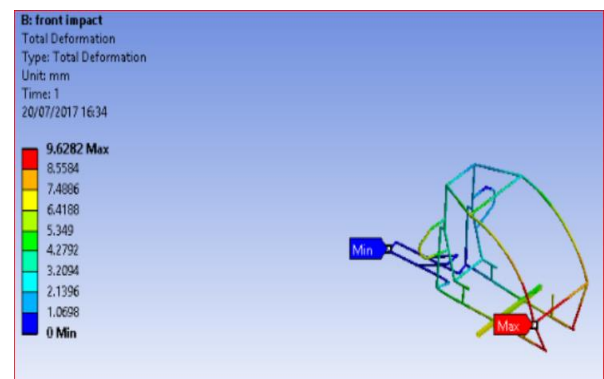 B: front impact
Total Deformation
Type: Total Deformation
Unit: mm
Time: 1
20/07/2017 16:34
9.6282 Max
8.5584
7.4886
6.4188
5.349
4.2792
3.2094
2.1396
1.0698
0 Min
Min
Max